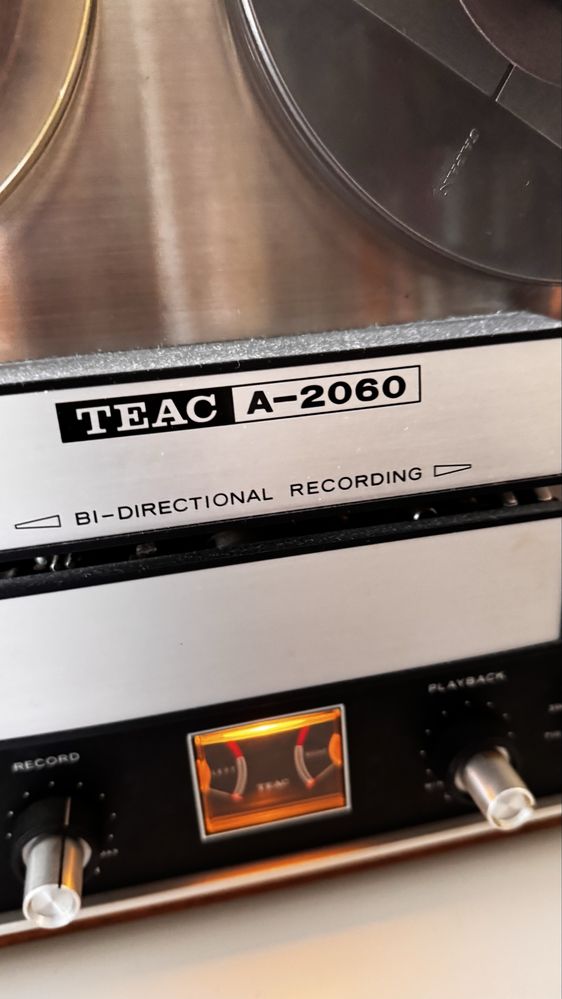 TEAC A-2060
BI-DIRECTIONAL RECORDING
PLAYBACK
RECORD
TEAC